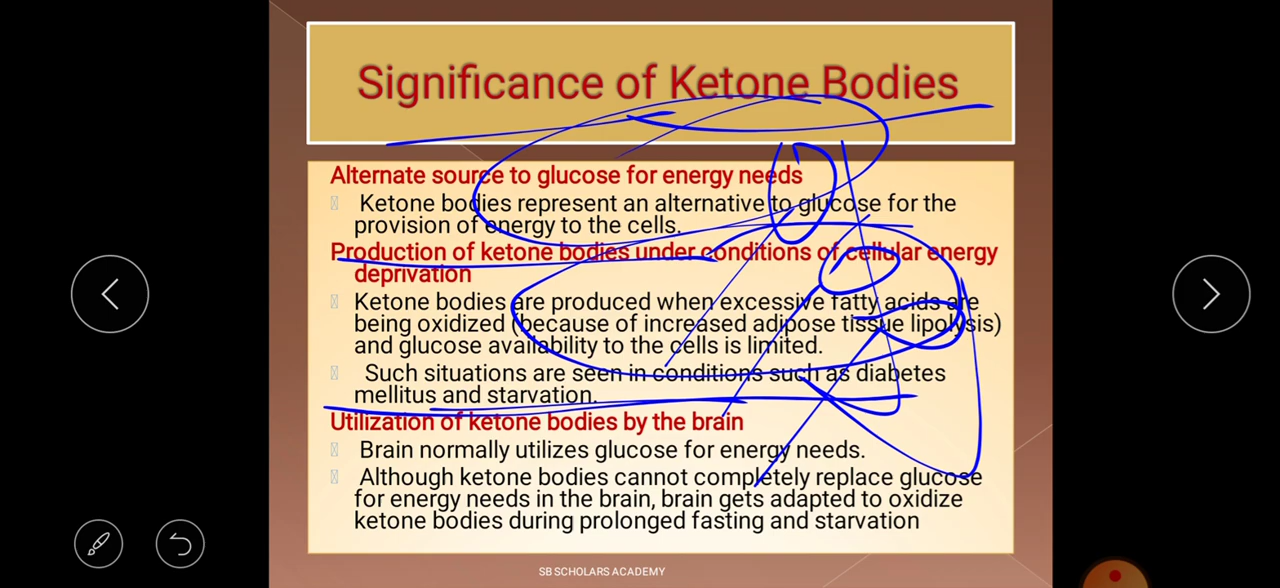 Significance of Ketone Bodies
Alternate source to glucose for energy needs
Ketone bodies represent an alternative to glucose for the
provision of energy to the cells.
Production of ketone bodies under conditions of cellular energy
deprivation
Ketone bodies are produced when excessive fatty acids are
being oxidized (because of increased adipose tissue lipolysis)
and glucose availability to the cells is limited.
Such situations are seen in conditions such as diabetes
mellitus and starvation.
Utilization of ketone bodies by the brain
Brain normally utilizes glucose for energy needs.
Although ketone bodies cannot completely replace glucose
for energy needs in the brain, brain gets adapted to oxidize
ketone bodies during prolonged fasting and starvation
SB SCHOLARS ACADEMY